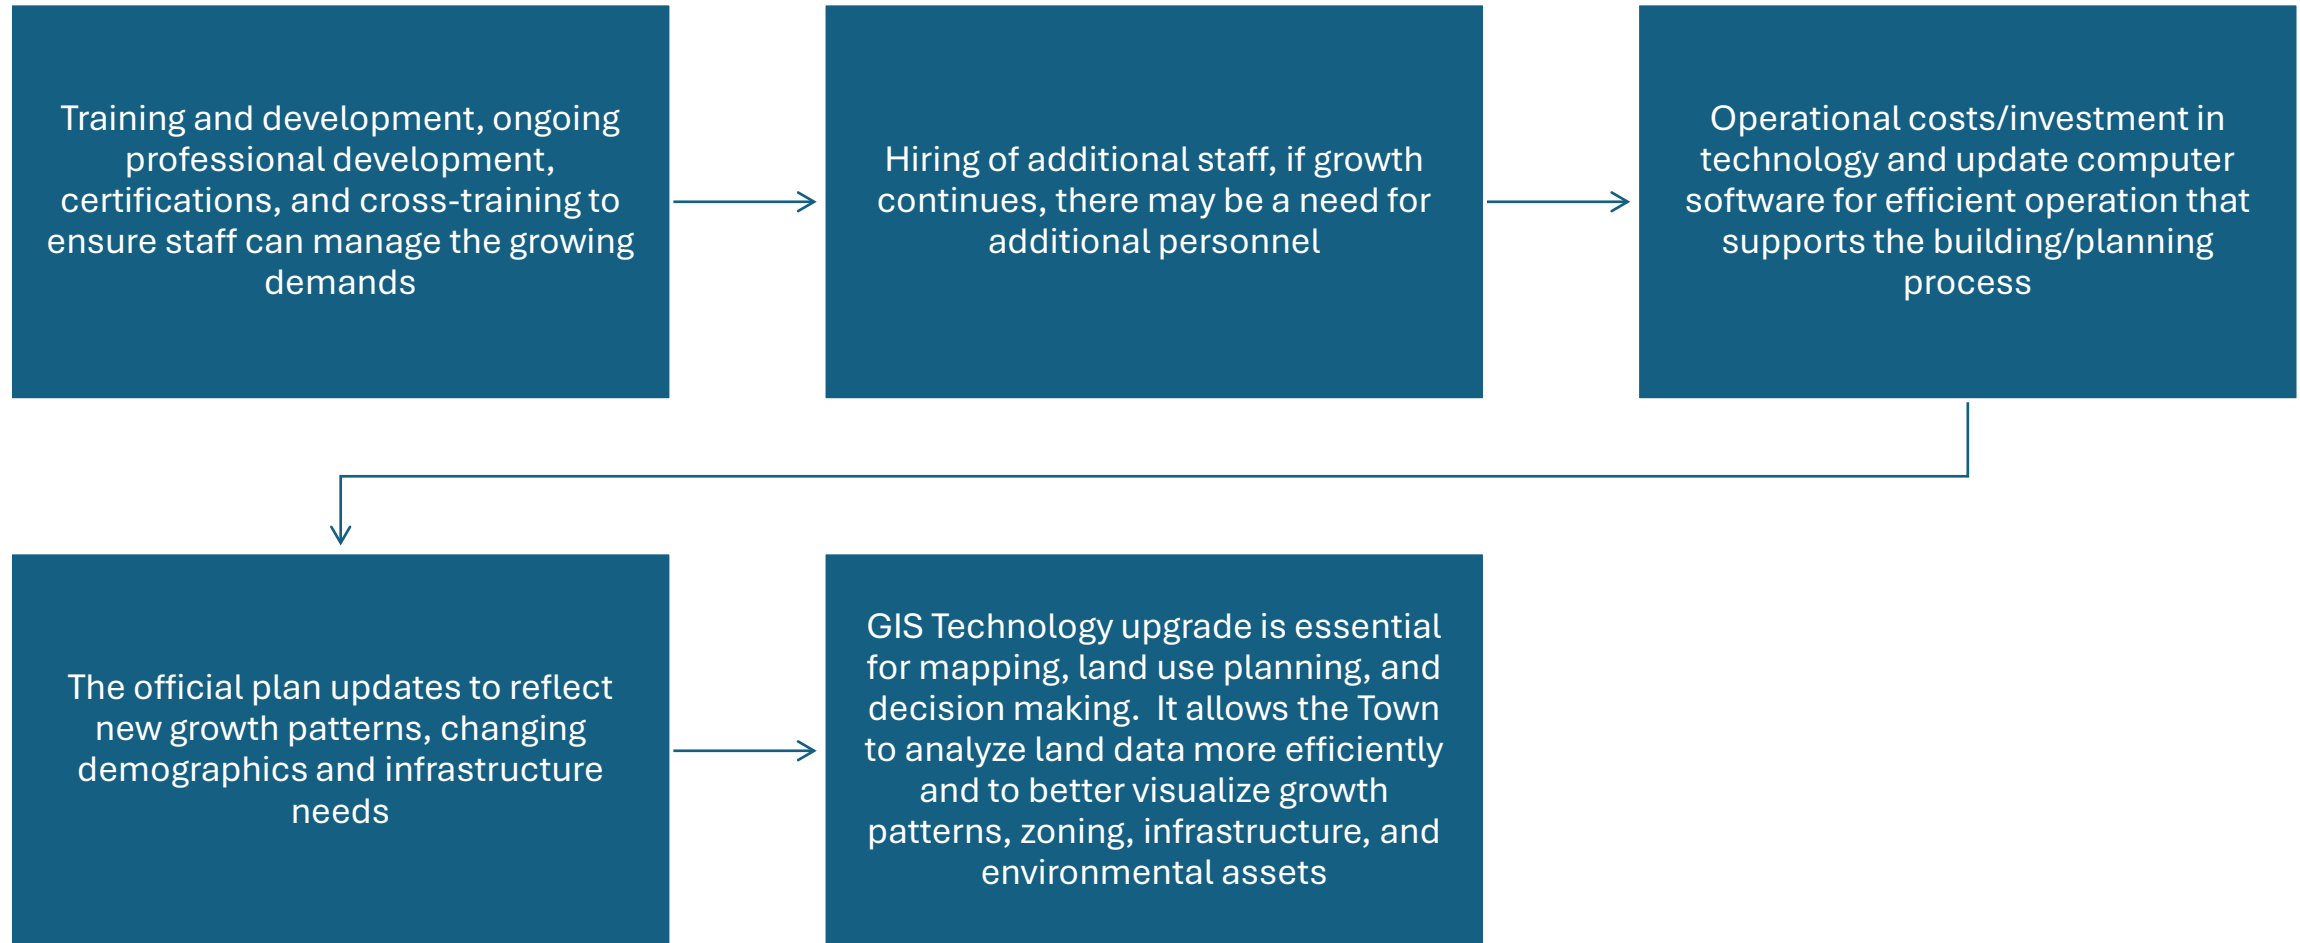 Training and development, ongoing
professional development,
certifications, and cross-training to
ensure staff can manage the growing
demands
Hiring of additional staff, if growth
continues, there may be a need for
additional personnel
Operational costs/investment in
technology and update computer
software for efficient operation that
supports the building/planning
process
The official plan updates to reflect
new growth patterns, changing
demographics and infrastructure
needs
GIS Technology upgrade is essential
for mapping, land use planning, and
decision making.  It allows the Town
to analyze land data more efficiently
and to better visualize growth
patterns, zoning, infrastructure, and
environmental assets